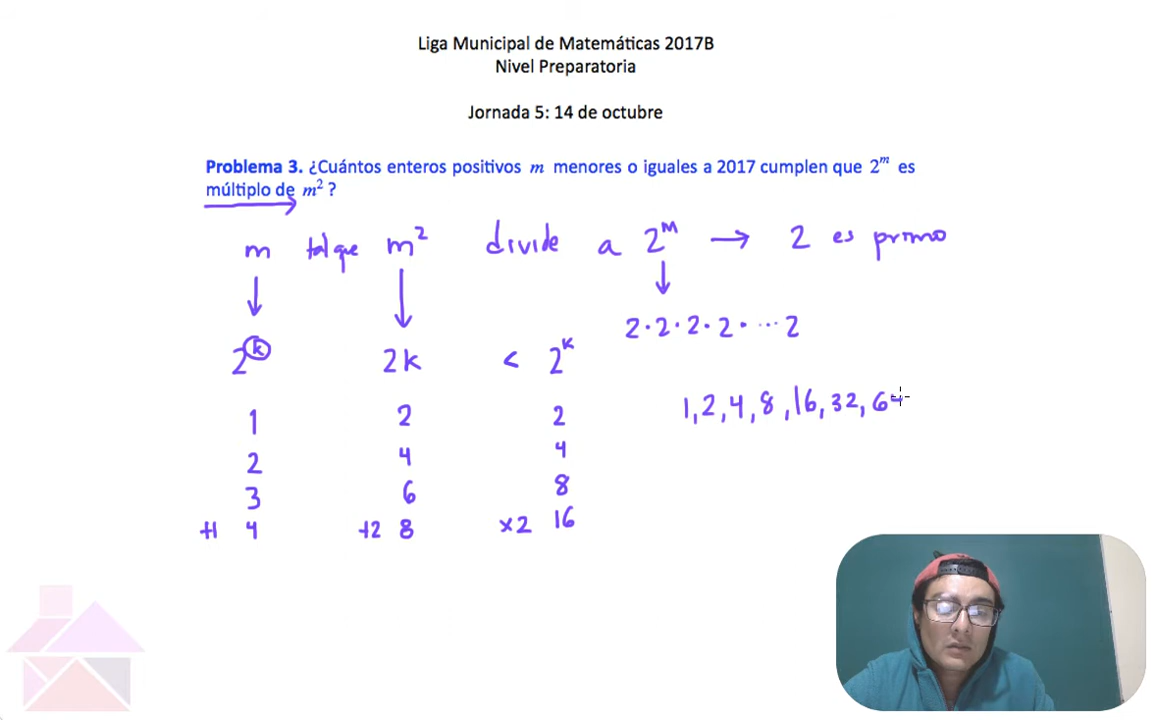 Liga Municipal de Matemáticas 2017B
Nivel Preparatoria
Jornada 5: 14 de octubre
Problema 3. ¿Cuántos enteros positivos m menores o iguales a 2017 cumplen que 2^m es
múltiplo de m² ?
m tal que m² divide a 2^m → 2 es primo
2·2·2·2·…2
2^k 2k < 2^k
1, 2, 4, 8, 16, 32, 64
1 2 2
2 4 4
3 6 8
+1 4 +2 8 ×2 16